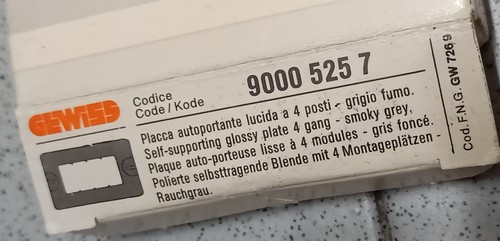 GEWISS
Codice
Code / Kode
9000 525 7
Placca autoportante lucida a 4 posti - grigio fumo.
Self-supporting glossy plate 4 gang - smoky grey.
Plaque auto-porteuse lisse à 4 modules - gris foncé.
Polierte selbsttragende Blende mit 4 Montageplätzen -
Rauchgrau.
Cod. F.N.G. GW 726 9